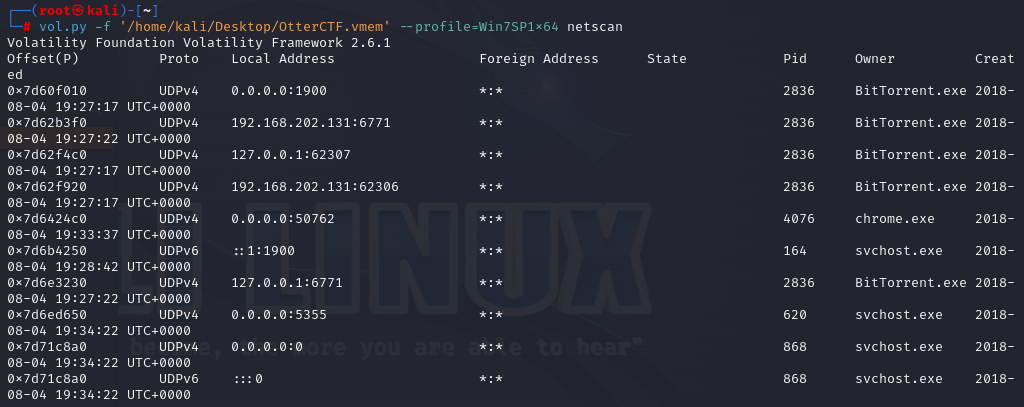 ┌──(root㉿kali)-[~]
└─# vol.py -f '/home/kali/Desktop/OtterCTF.vmem' --profile=Win7SP1×64 netscan
Volatility Foundation Volatility Framework 2.6.1
Offset(P) Proto Local Address Foreign Address State Pid Owner Creat
ed
0×7d60f010 UDPv4 0.0.0.0:1900 *:* 2836 BitTorrent.exe 2018-
08-04 19:27:17 UTC+0000
0×7d62b3f0 UDPv4 192.168.202.131:6771 *:* 2836 BitTorrent.exe 2018-
08-04 19:27:22 UTC+0000
0×7d62f4c0 UDPv4 127.0.0.1:62307 *:* 2836 BitTorrent.exe 2018-
08-04 19:27:17 UTC+0000
0×7d62f920 UDPv4 192.168.202.131:62306 *:* 2836 BitTorrent.exe 2018-
08-04 19:27:17 UTC+0000
0×7d6424c0 UDPv4 0.0.0.0:50762 *:* 4076 chrome.exe 2018-
08-04 19:33:37 UTC+0000
0×7d6b4250 UDPv6 ::1:1900 *:* 164 svchost.exe 2018-
08-04 19:28:42 UTC+0000
0×7d6e3230 UDPv4 127.0.0.1:6771 *:* 2836 BitTorrent.exe 2018-
08-04 19:27:22 UTC+0000
0×7d6ed650 UDPv4 0.0.0.0:5355 *:* 620 svchost.exe 2018-
08-04 19:34:22 UTC+0000
0×7d71c8a0 UDPv4 0.0.0.0:0 *:* 868 svchost.exe 2018-
08-04 19:34:22 UTC+0000
0×7d71c8a0 UDPv6 :::0 *:* 868 svchost.exe 2018-
08-04 19:34:22 UTC+0000
LI LINUX
more you are able to hear"